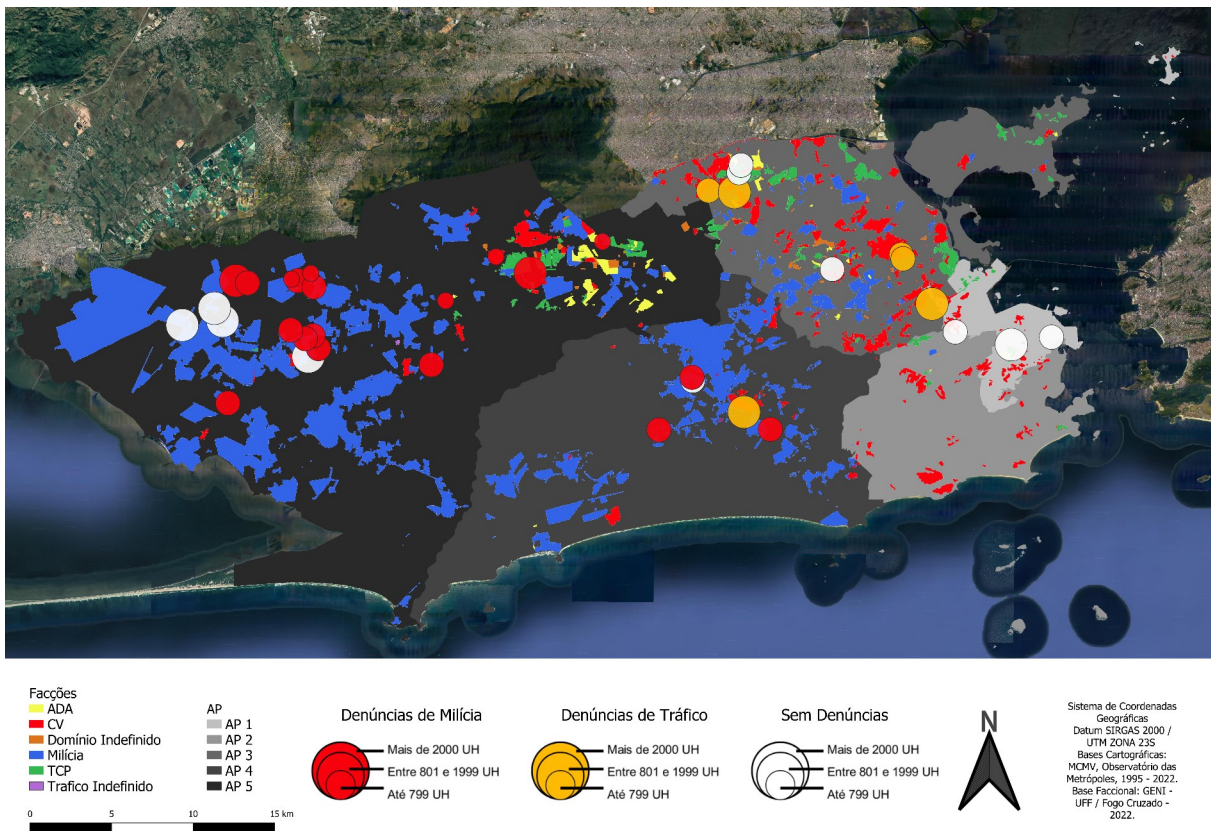 Facções
ADA
CV
Domínio Indefinido
Milícia
TCP
Trafico Indefinido
AP
AP 1
AP 2
AP 3
AP 4
AP 5
0 5 10 15 km
Denúncias de Milícia
Mais de 2000 UH
Entre 801 e 1999 UH
Até 799 UH
Denúncias de Tráfico
Mais de 2000 UH
Entre 801 e 1999 UH
Até 799 UH
Sem Denúncias
Mais de 2000 UH
Entre 801 e 1999 UH
Até 799 UH
N
Sistema de Coordenadas
Geográficas
Datum SIRGAS 2000 /
UTM ZONA 23S
Bases Cartográficas:
MCMV, Observatório das
Metrópoles, 1995 - 2022.
Base Faccional: GENI -
UFF / Fogo Cruzado -
2022.